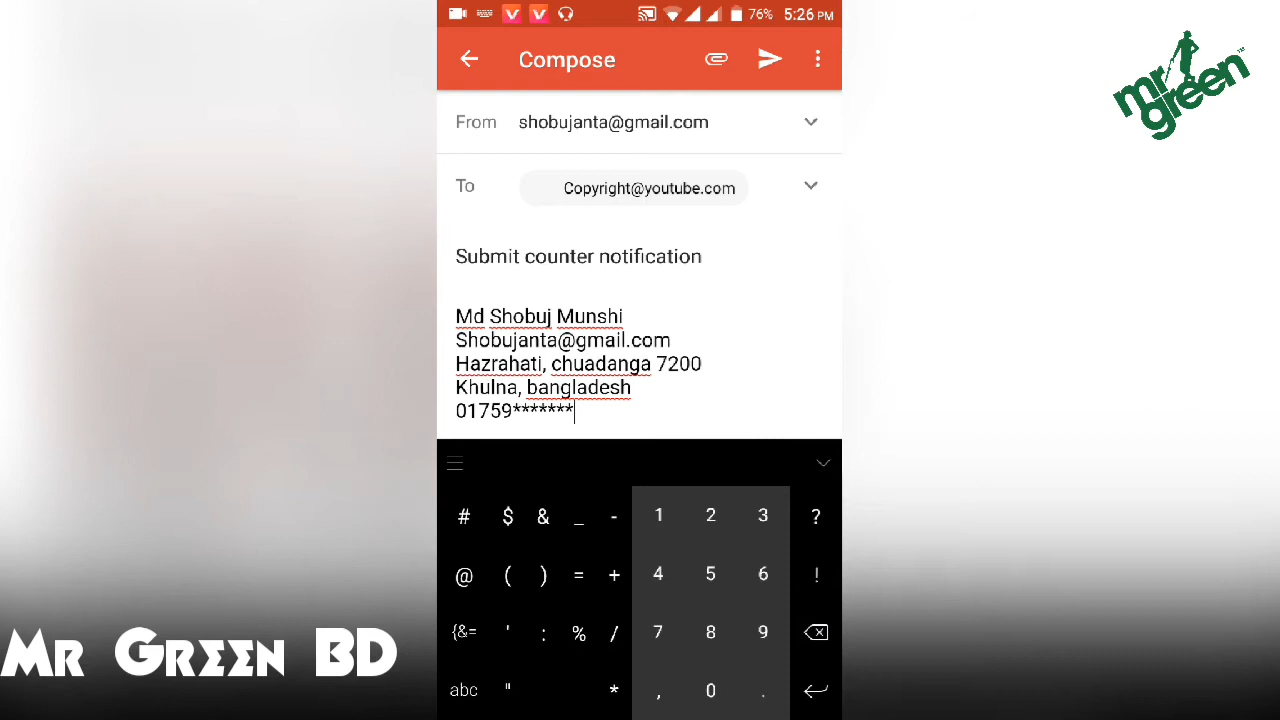 76% 5:26 PM
Compose
From shobujanta@gmail.com
To Copyright@youtube.com
Submit counter notification
Md Shobuj Munshi
Shobujanta@gmail.com
Hazrahati, chuadanga 7200
Khulna, bangladesh
01759*******
# $ & _ - 1 2 3 ?
@ ( ) = + 4 5 6 !
{&= ' : % / 7 8 9
abc " * , 0 .
mr green ™
Mr Green BD